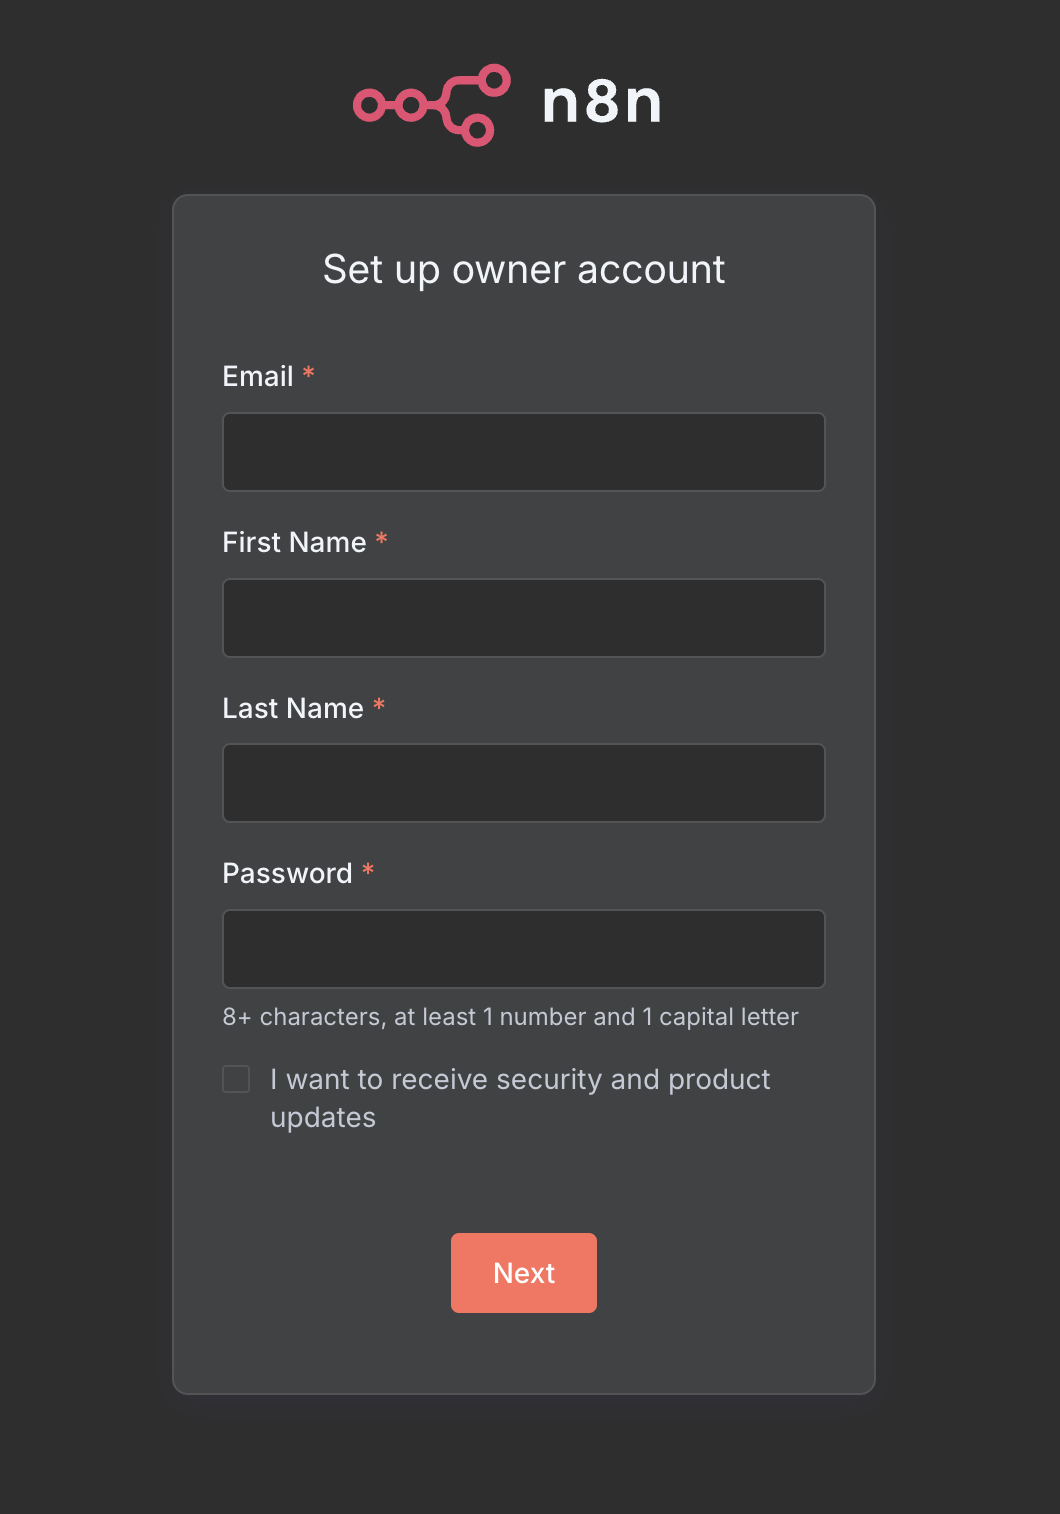 n8n
Set up owner account
Email *
First Name *
Last Name *
Password *
8+ characters, at least 1 number and 1 capital letter
I want to receive security and product
updates
Next